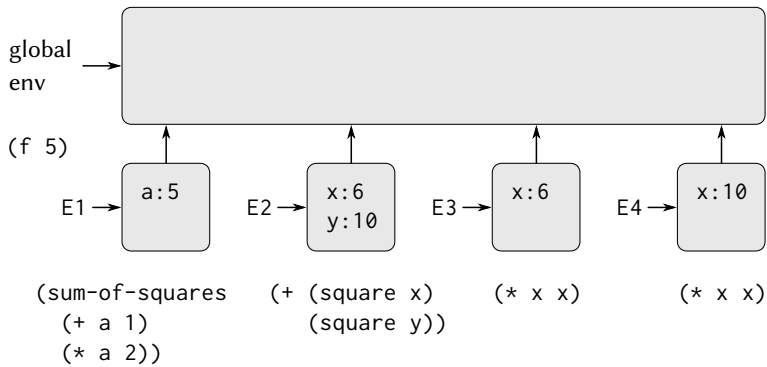 global
env
(f 5)
E1
a:5
E2
x:6
y:10
E3
x:6
E4
x:10
(sum-of-squares
(+ a 1)
(* a 2))
(+ (square x)
(square y))
(* x x)
(* x x)